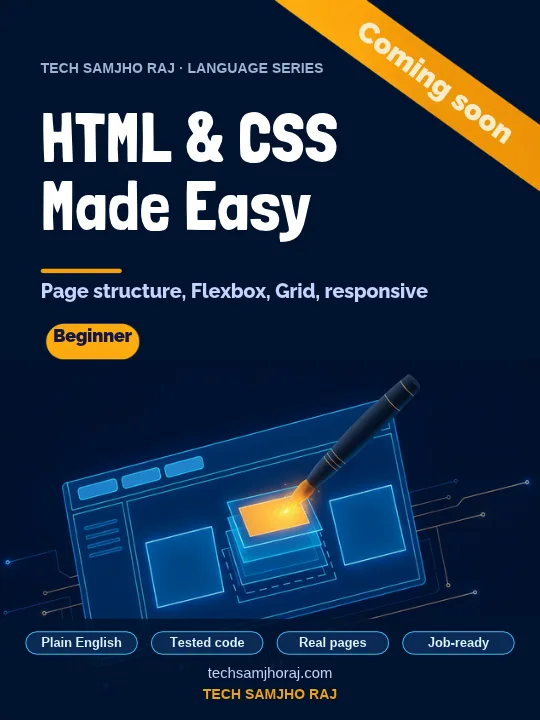 Coming soon
TECH SAMJHO RAJ · LANGUAGE SERIES
HTML & CSS
Made Easy
Page structure, Flexbox, Grid, responsive
Beginner
Plain English
Tested code
Real pages
Job-ready
techsamjhoraj.com
TECH SAMJHO RAJ